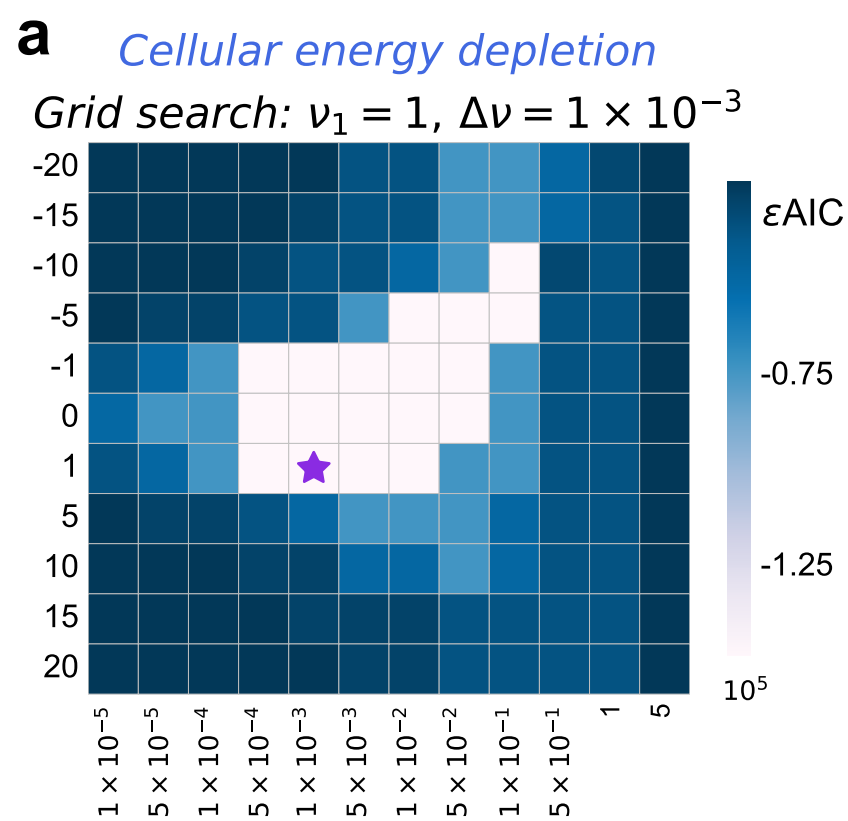 a
Cellular energy depletion
Grid search: ν₁ = 1, Δν = 1 × 10⁻³
-20
-15
-10
-5
-1
0
1
5
10
15
20
εAIC
-0.75
-1.25
10⁵
1 × 10⁻⁵
5 × 10⁻⁵
1 × 10⁻⁴
5 × 10⁻⁴
1 × 10⁻³
5 × 10⁻³
1 × 10⁻²
5 × 10⁻²
1 × 10⁻¹
5 × 10⁻¹
1
5